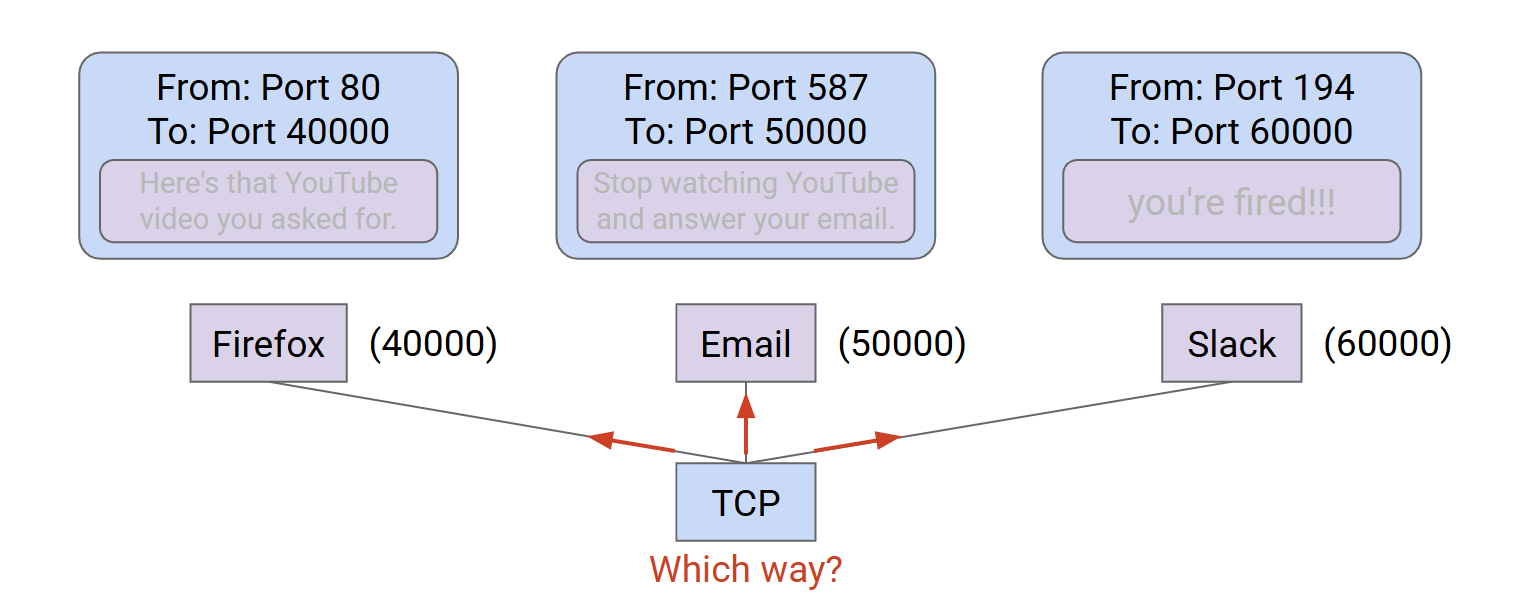 From: Port 80
To: Port 40000
Here's that YouTube
video you asked for.
From: Port 587
To: Port 50000
Stop watching YouTube
and answer your email.
From: Port 194
To: Port 60000
you're fired!!!
Firefox (40000)
Email (50000)
Slack (60000)
TCP
Which way?